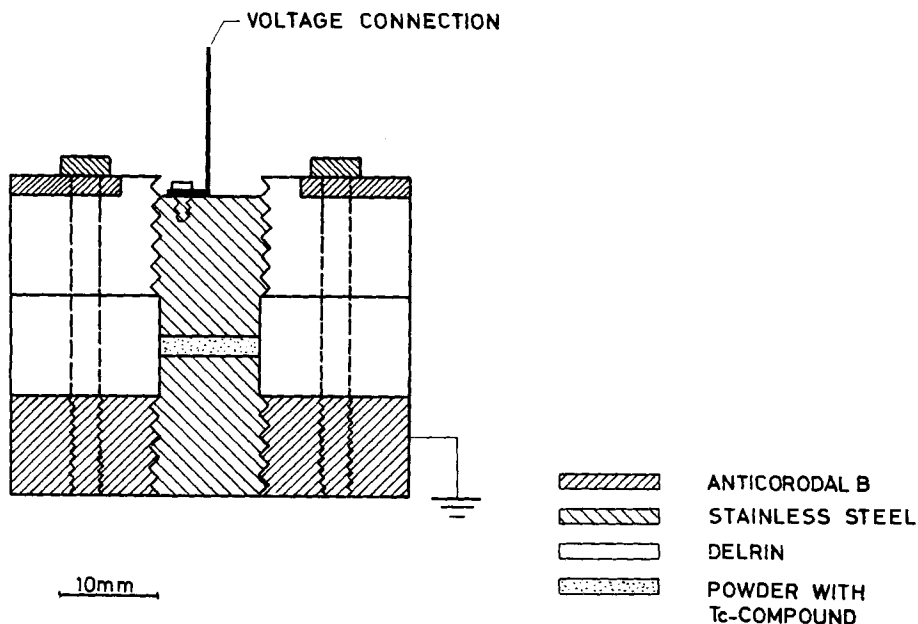 VOLTAGE CONNECTION
10mm
ANTICORODAL B
STAINLESS STEEL
DELRIN
POWDER WITH
Tc-COMPOUND